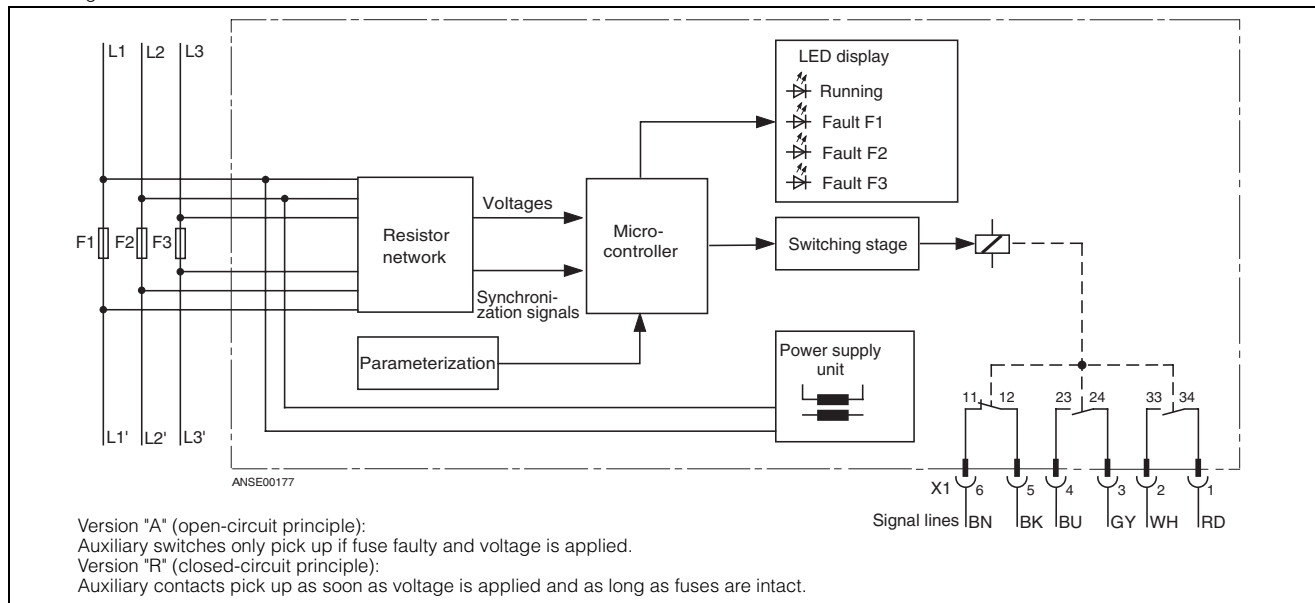 L1 L2 L3
LED display
Running
Fault F1
Fault F2
Fault F3
F1 F2 F3
Resistor
network
Voltages
Synchroni-
zation signals
Micro-
controller
Switching stage
Parameterization
Power supply
unit
L1' L2' L3'
11 12 23 24 33 34
X1 6 5 4 3 2 1
Signal lines BN BK BU GY WH RD
ANSE00177
Version "A" (open-circuit principle):
Auxiliary switches only pick up if fuse faulty and voltage is applied.
Version "R" (closed-circuit principle):
Auxiliary contacts pick up as soon as voltage is applied and as long as fuses are intact.